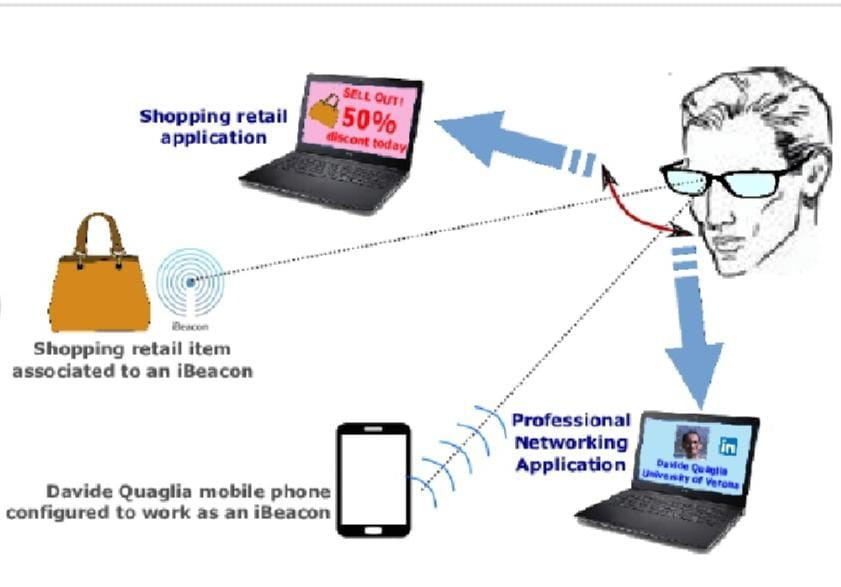 Shopping retail
application
SELL OUT!
50%
discont today
iBeacon
Shopping retail item
associated to an iBeacon
Professional
Networking
Application
in
Davide Quaglia
University of Verona
Davide Quaglia mobile phone
configured to work as an iBeacon